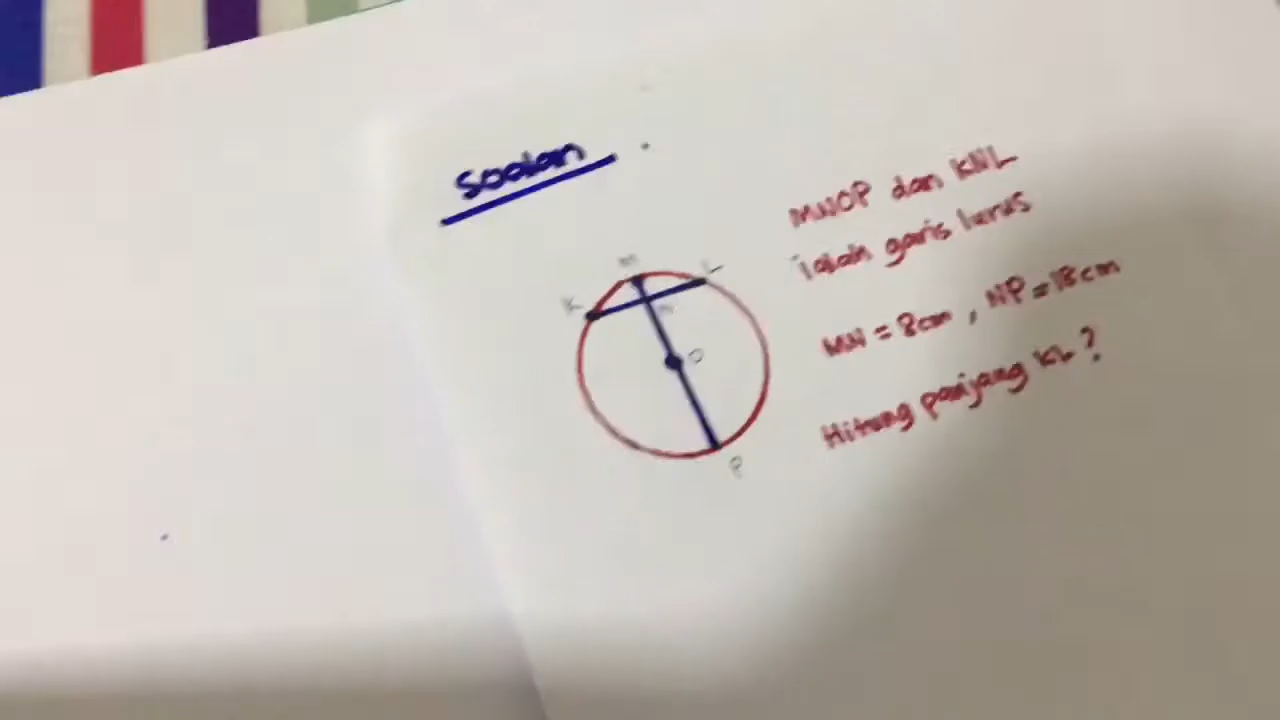 Soalan
MNOP dan KNL
ialah garis lurus
MN = 8cm , NP = 18cm
Hitung panjang KL ?
M
L
K
N
O
P